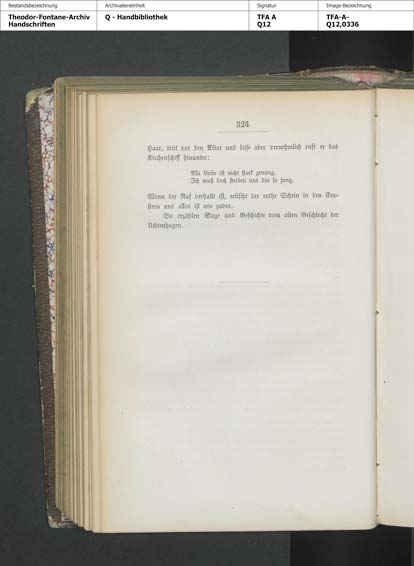 Bestandsbezeichnung Archivalieneinheit Signatur Image-Bezeichnung
Theodor-Fontane-Archiv Q - Handbibliothek TFA A TFA-A-
Handschriften Q12 Q12,0336
324
Haar, tritt vor den Altar und leise aber vernehmlich ruft er das
Kirchenschiff hinunter:
Alle Liebe ist nicht stark genung,
Ich muß doch sterben und bin so jung.
Wenn der Ruf verhallt ist, erlischt der rothe Schein in den Fen-
stern und alles ist wie zuvor.
So erzählen Sage und Geschichte vom alten Geschlecht der
Uchtenhagen.